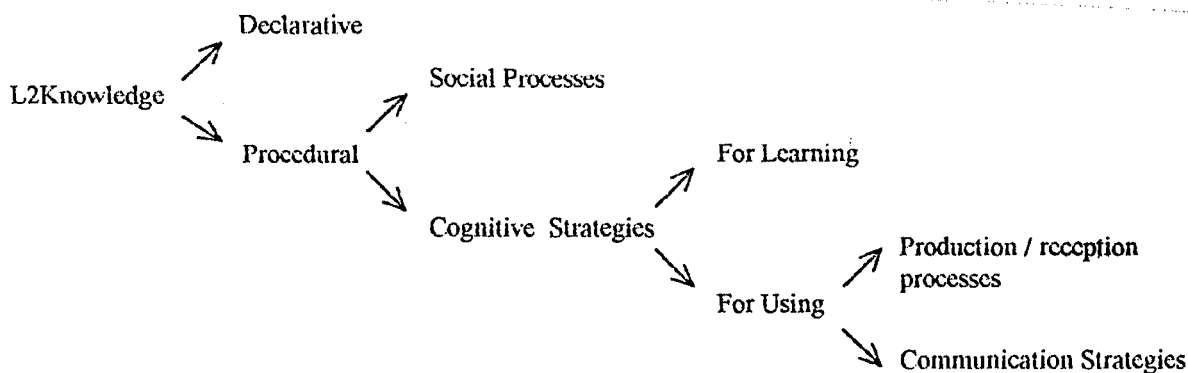 Declarative
L2Knowledge
Social Processes
Procedural
For Learning
Cognitive Strategies
Production / reception
processes
For Using
Communication Strategies